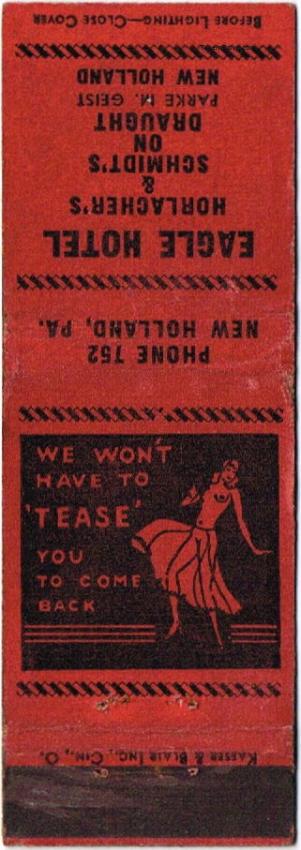 WE WON'T
HAVE TO
'TEASE'
YOU
TO COME
BACK
KAESER & BLAIR INC., CIN., O.
PHONE 752
NEW HOLLAND, PA.
EAGLE HOTEL
HORLACHER'S
&
SCHMIDT'S
ON
DRAUGHT
PARKE M. GEIST
NEW HOLLAND
BEFORE LIGHTING—CLOSE COVER